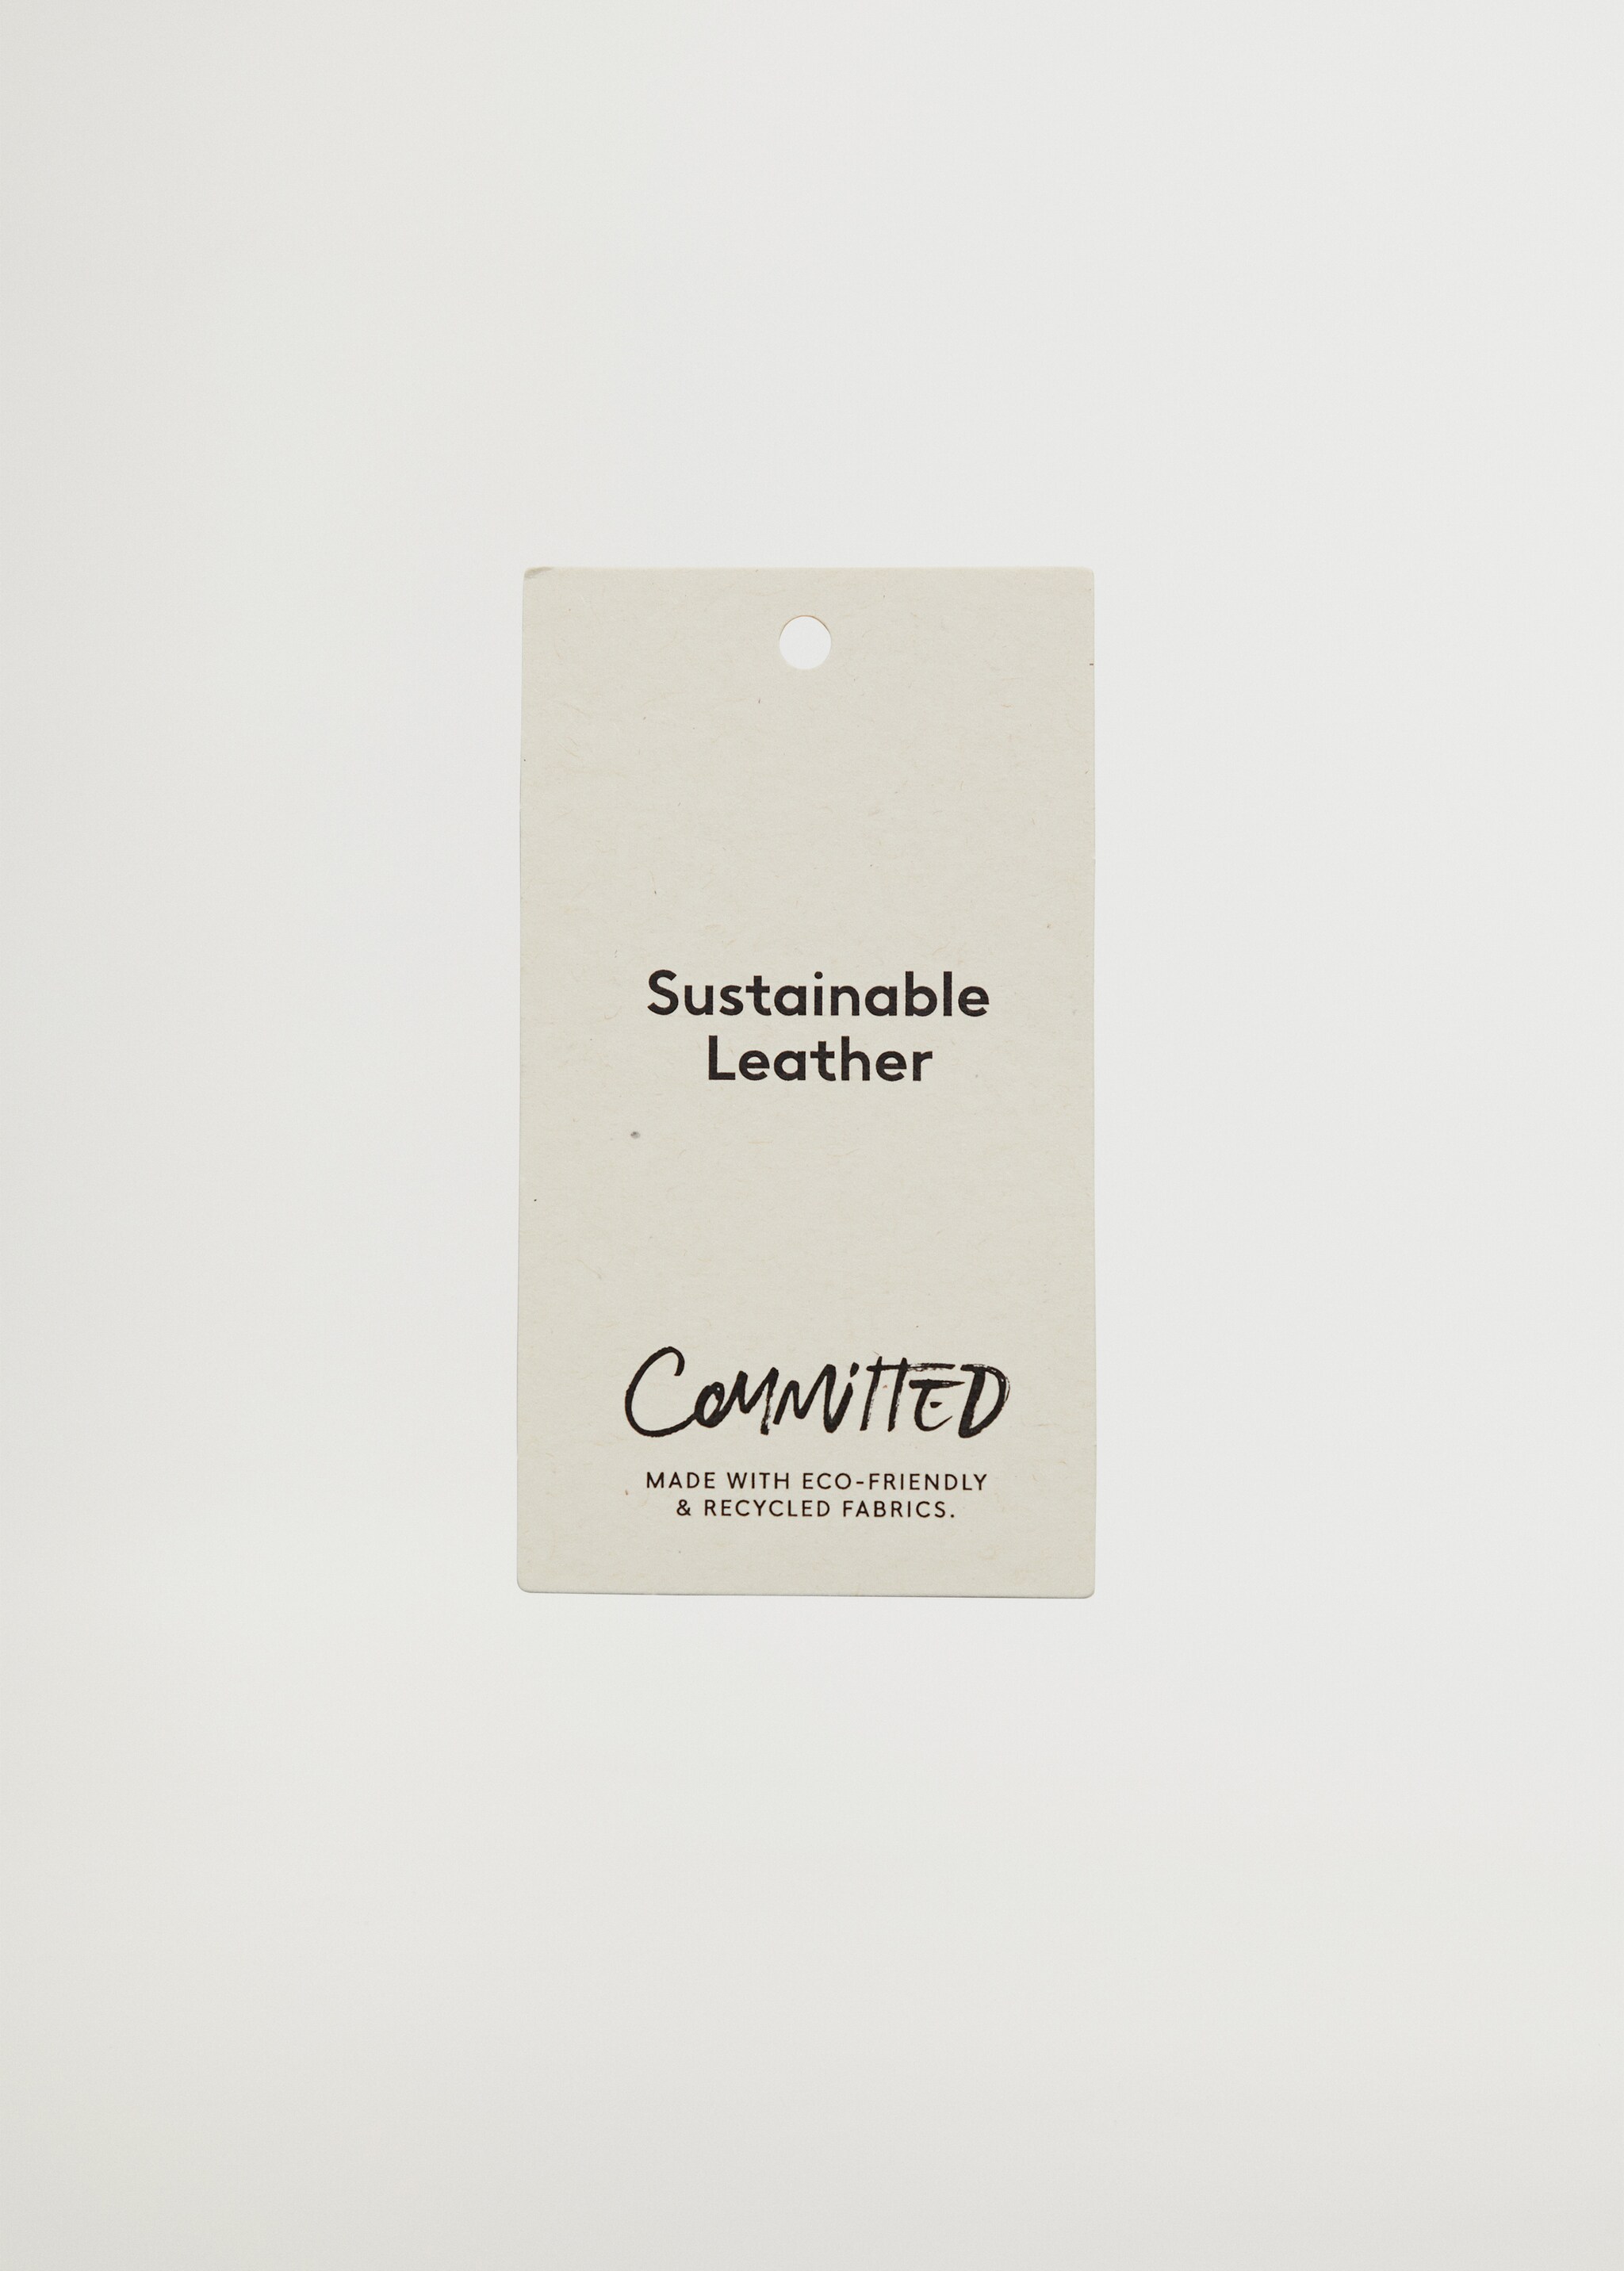 Sustainable
Leather
COMMiTTED
MADE WITH ECO-FRIENDLY
& RECYCLED FABRICS.